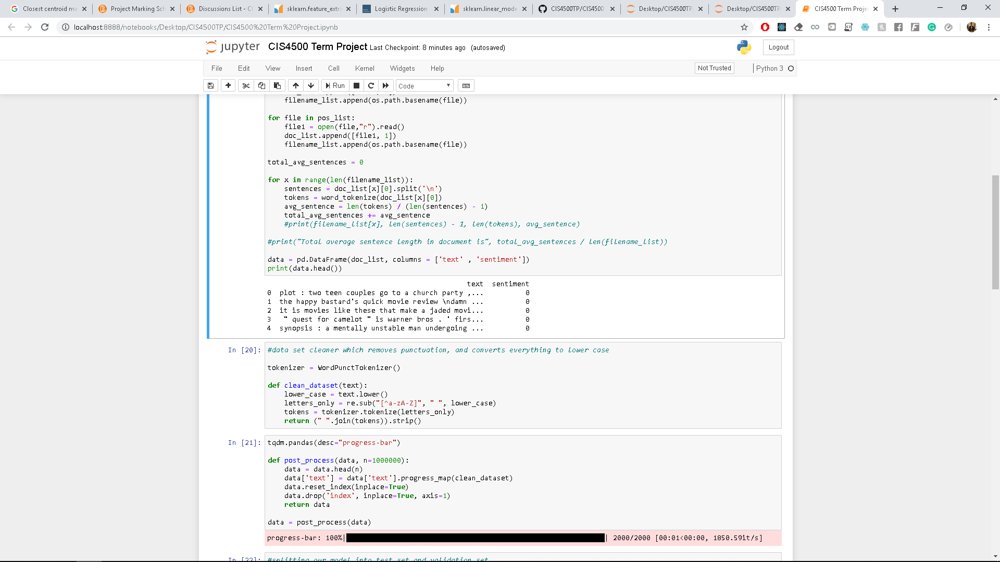 Closest centroid ma
Project Marking Sch
Discussions List - CI
sklearn.feature_extra
Logistic Regression
sklearn.linear_mode
CIS4500TP/CIS4500
Desktop/CIS4500TP/
Desktop/CIS4500TP
CIS4500 Term Proje
localhost:8888/notebooks/Desktop/CIS4500TP/CIS4500%20Term%20Project.ipynb
jupyter CIS4500 Term Project Last Checkpoint: 8 minutes ago (autosaved)
Logout
File Edit View Insert Cell Kernel Widgets Help
Not Trusted
Python 3
Run
Code
filename_list.append(os.path.basename(file))
for file in pos_list:
file1 = open(file,"r").read()
doc_list.append([file1, 1])
filename_list.append(os.path.basename(file))
total_avg_sentences = 0
for x in range(len(filename_list)):
sentences = doc_list[x][0].split('\n')
tokens = word_tokenize(doc_list[x][0])
avg_sentence = len(tokens) / (len(sentences) - 1)
total_avg_sentences += avg_sentence
#print(filename_list[x], len(sentences) - 1, len(tokens), avg_sentence)
#print("Total average sentence length in document is", total_avg_sentences / len(filename_list))
data = pd.DataFrame(doc_list, columns = ['text' , 'sentiment'])
print(data.head())
text sentiment
0 plot : two teen couples go to a church party ,... 0
1 the happy bastard's quick movie review \ndamn ... 0
2 it is movies like these that make a jaded movi... 0
3 " quest for camelot " is warner bros . ' firs... 0
4 synopsis : a mentally unstable man undergoing ... 0
In [20]:
#data set cleaner which removes punctuation, and converts everything to lower case
tokenizer = WordPunctTokenizer()
def clean_dataset(text):
lower_case = text.lower()
letters_only = re.sub("[^a-zA-Z]", " ", lower_case)
tokens = tokenizer.tokenize(letters_only)
return (" ".join(tokens)).strip()
In [21]:
tqdm.pandas(desc="progress-bar")
def post_process(data, n=1000000):
data = data.head(n)
data['text'] = data['text'].progress_map(clean_dataset)
data.reset_index(inplace=True)
data.drop('index', inplace=True, axis=1)
return data
data = post_process(data)
progress-bar: 100%| | 2000/2000 [00:01<00:00, 1850.59it/s]
In [22]:
#splitting our model into test set and validation set